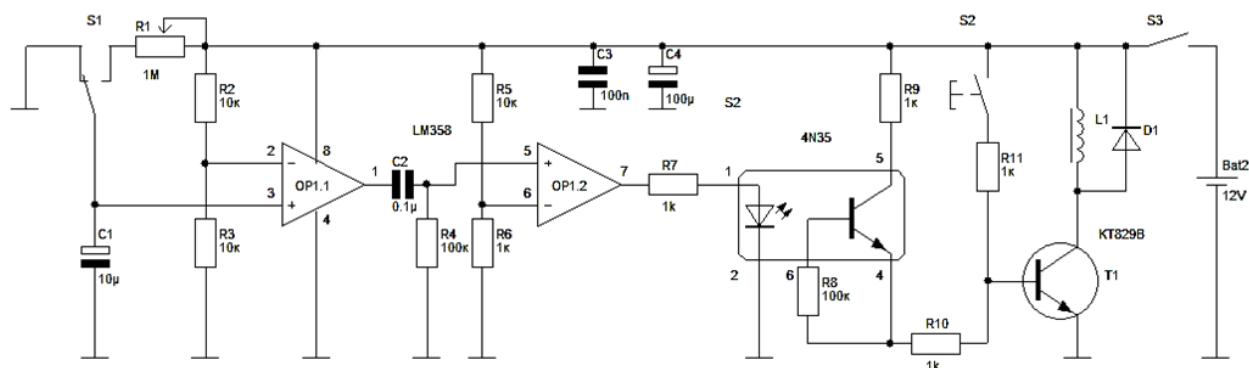 S1
R1
1M
R2
10к
R3
10к
C1
10µ
2
3
8
1
4
OP1.1
LM358
C2
0.1µ
R4
100к
R5
10к
R6
1к
5
6
7
OP1.2
C3
100n
C4
100µ
R7
1k
S2
4N35
1
2
5
6
4
R8
100к
R9
1к
R10
1k
S2
R11
1к
L1
D1
КТ829В
T1
S3
Bat2
12V